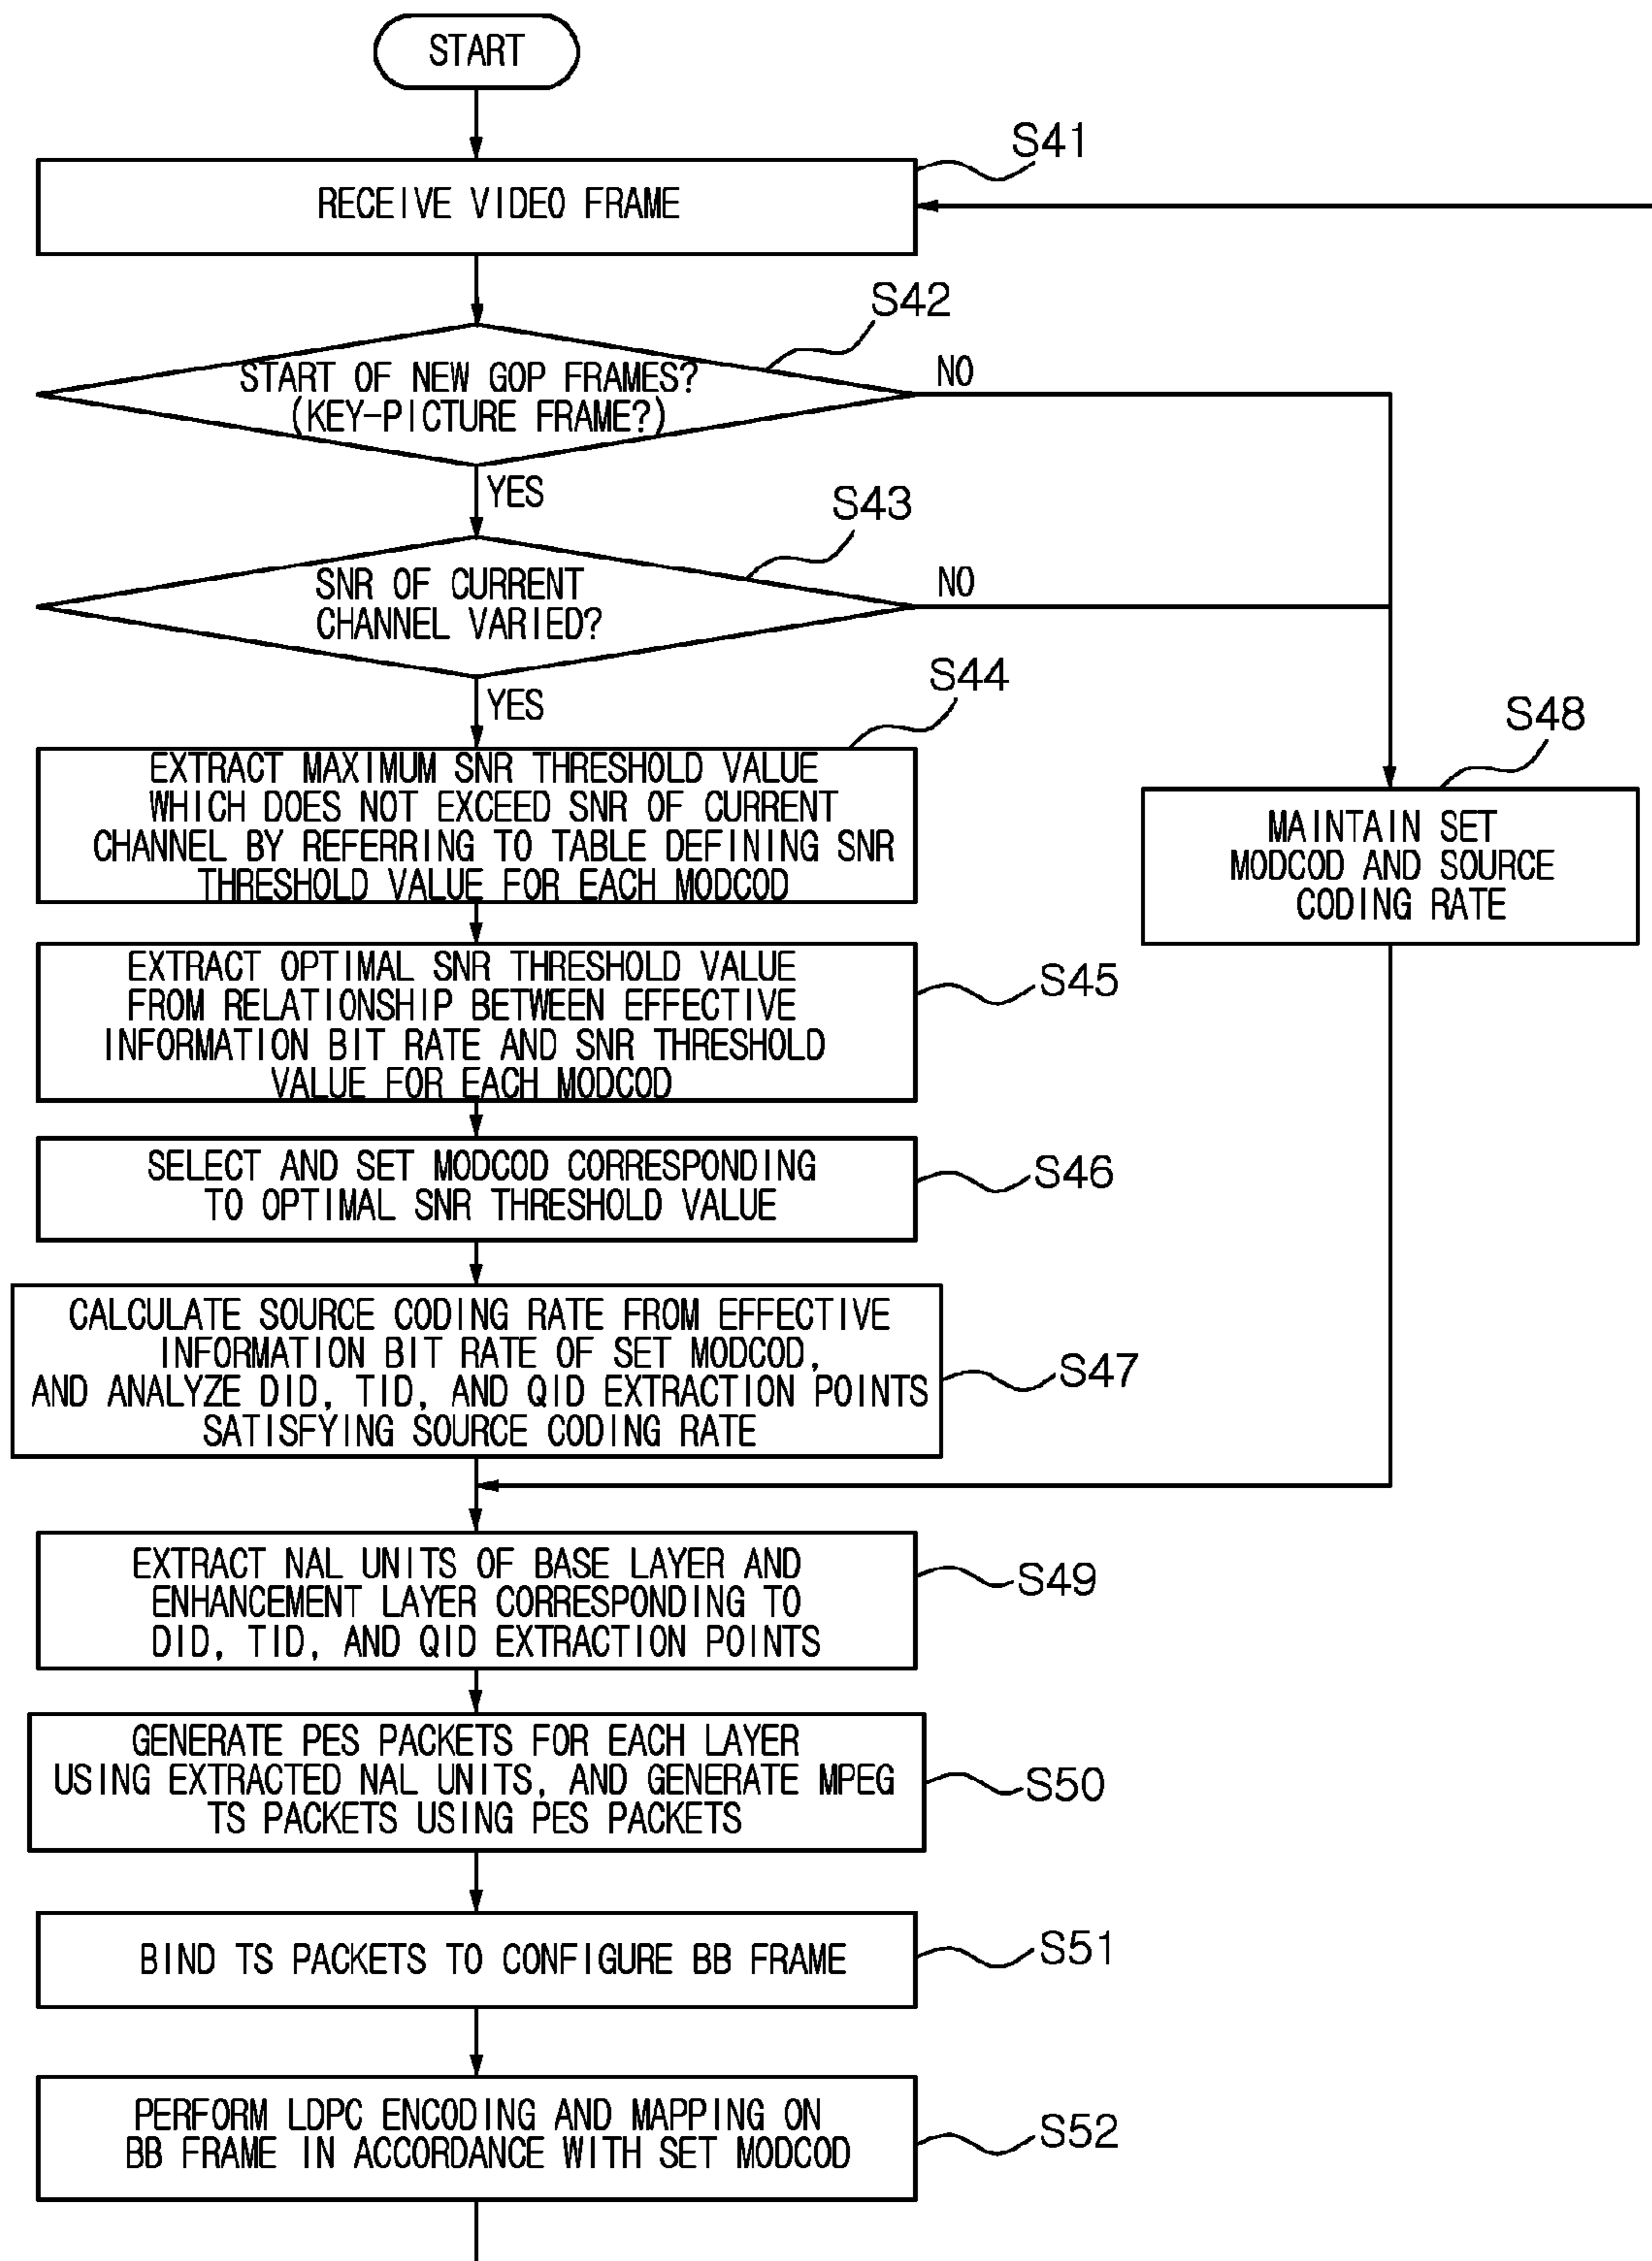 START
S41
RECEIVE VIDEO FRAME
S42
START OF NEW GOP FRAMES?
(KEY-PICTURE FRAME?)
NO
YES
S43
SNR OF CURRENT
CHANNEL VARIED?
NO
YES
S44
EXTRACT MAXIMUM SNR THRESHOLD VALUE
WHICH DOES NOT EXCEED SNR OF CURRENT
CHANNEL BY REFERRING TO TABLE DEFINING SNR
THRESHOLD VALUE FOR EACH MODCOD
S48
MAINTAIN SET
MODCOD AND SOURCE
CODING RATE
EXTRACT OPTIMAL SNR THRESHOLD VALUE
FROM RELATIONSHIP BETWEEN EFFECTIVE
INFORMATION BIT RATE AND SNR THRESHOLD
VALUE FOR EACH MODCOD
S45
SELECT AND SET MODCOD CORRESPONDING
TO OPTIMAL SNR THRESHOLD VALUE
S46
CALCULATE SOURCE CODING RATE FROM EFFECTIVE
INFORMATION BIT RATE OF SET MODCOD,
AND ANALYZE DID, TID, AND QID EXTRACTION POINTS
SATISFYING SOURCE CODING RATE
S47
EXTRACT NAL UNITS OF BASE LAYER AND
ENHANCEMENT LAYER CORRESPONDING TO
DID, TID, AND QID EXTRACTION POINTS
S49
GENERATE PES PACKETS FOR EACH LAYER
USING EXTRACTED NAL UNITS, AND GENERATE MPEG
TS PACKETS USING PES PACKETS
S50
BIND TS PACKETS TO CONFIGURE BB FRAME
S51
PERFORM LDPC ENCODING AND MAPPING ON
BB FRAME IN ACCORDANCE WITH SET MODCOD
S52